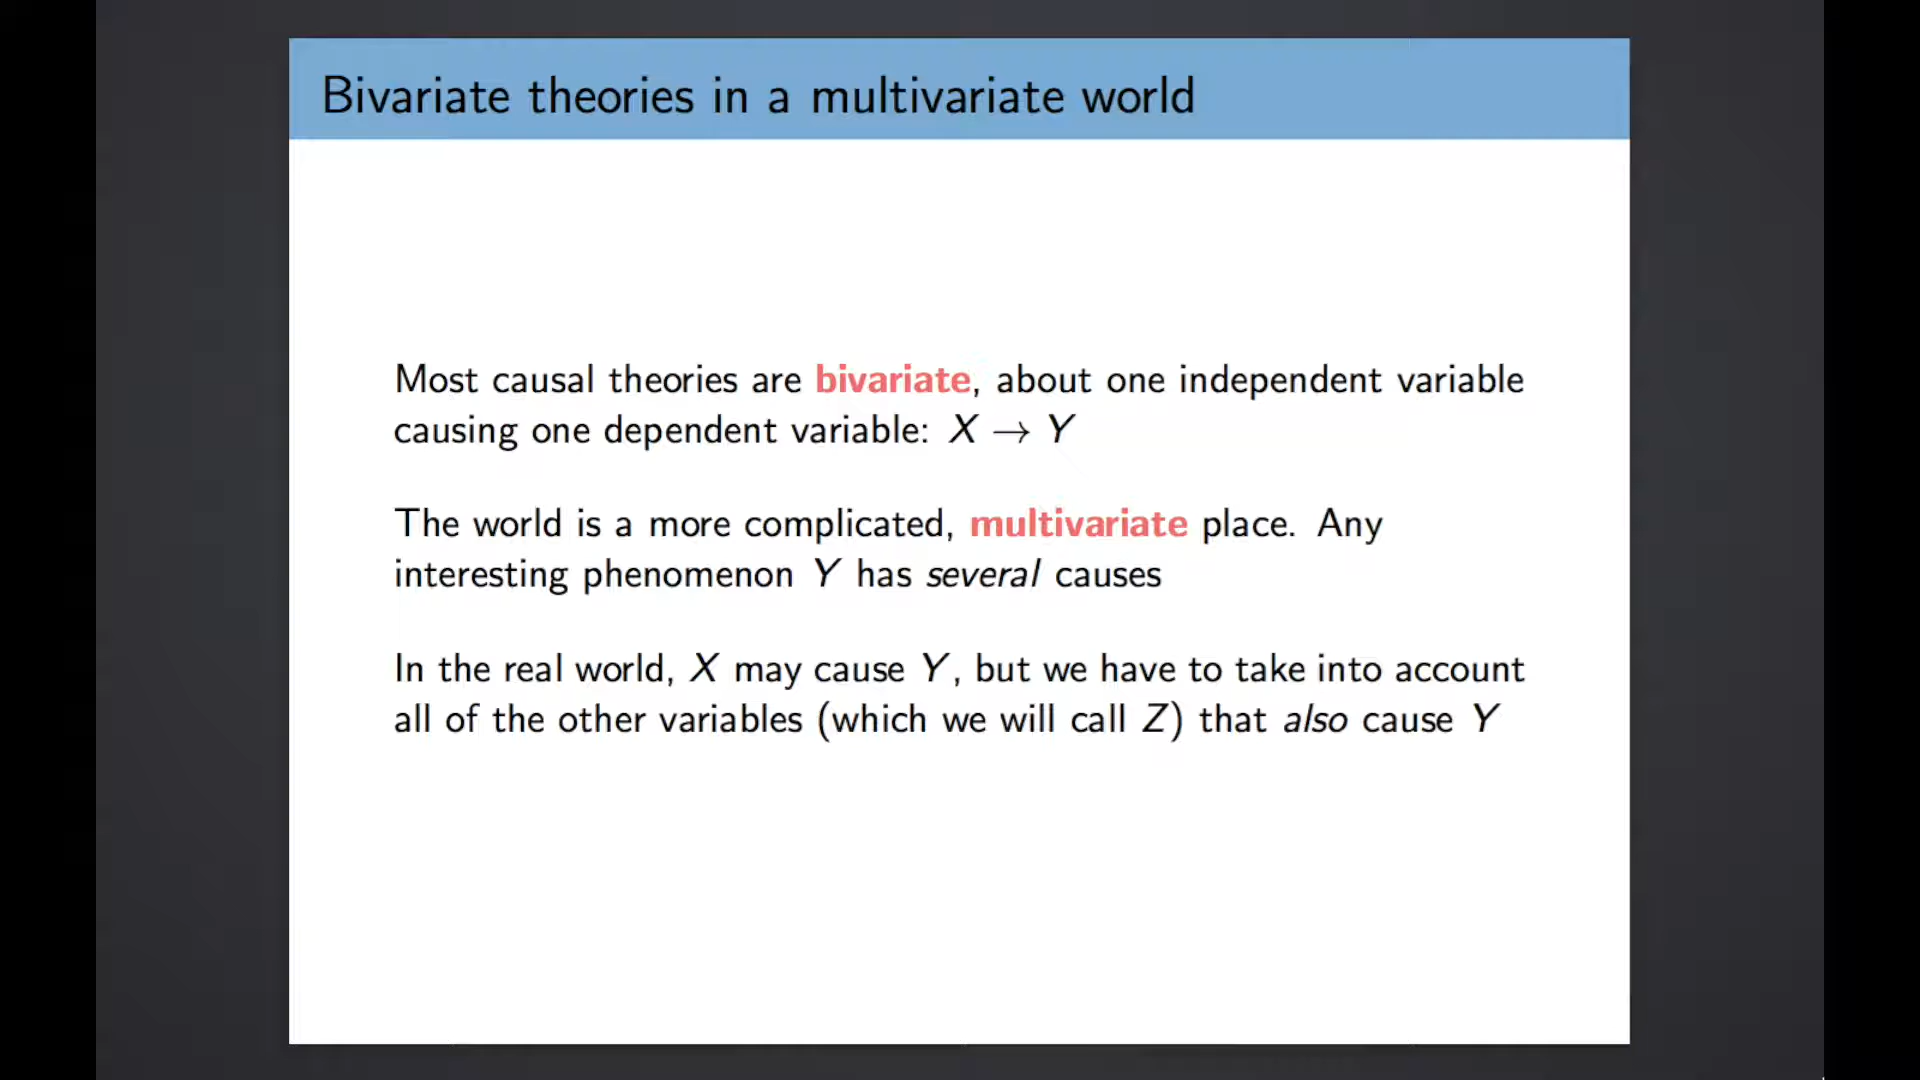 Bivariate theories in a multivariate world
Most causal theories are bivariate, about one independent variable
causing one dependent variable: X → Y
The world is a more complicated, multivariate place. Any
interesting phenomenon Y has several causes
In the real world, X may cause Y, but we have to take into account
all of the other variables (which we will call Z) that also cause Y